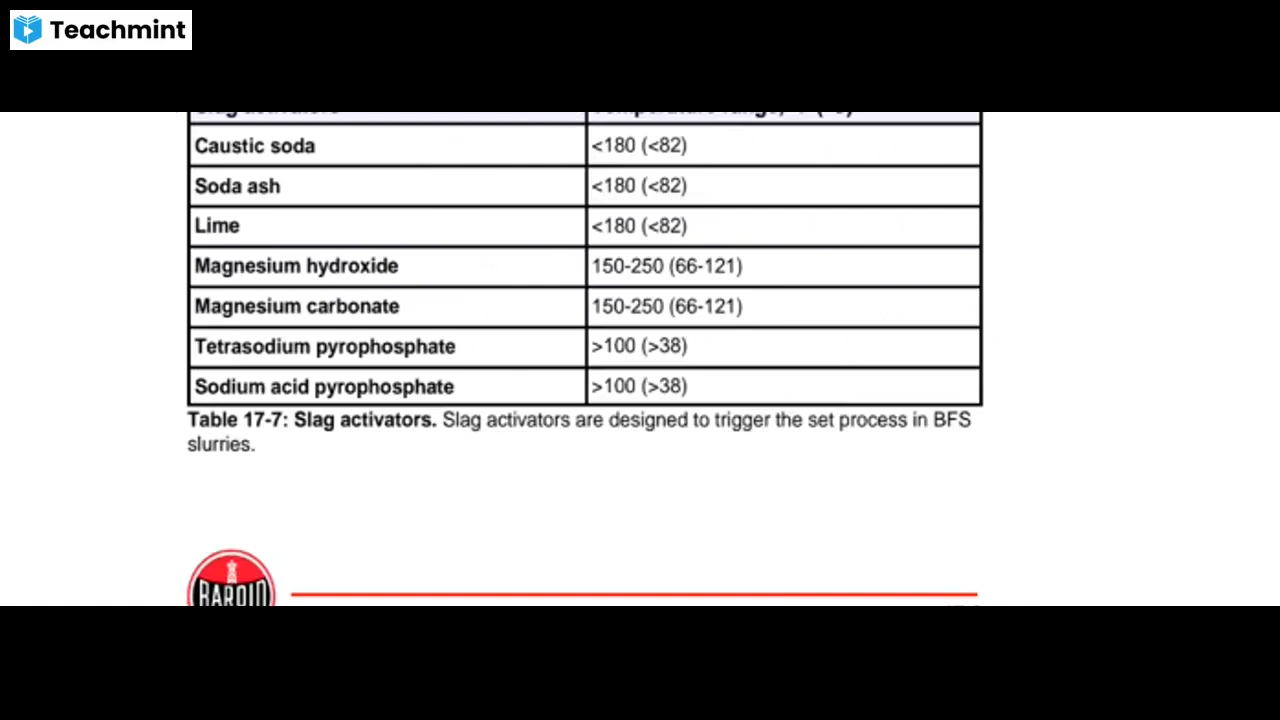 Teachmint
Caustic soda <180 (<82)
Soda ash <180 (<82)
Lime <180 (<82)
Magnesium hydroxide 150-250 (66-121)
Magnesium carbonate 150-250 (66-121)
Tetrasodium pyrophosphate >100 (>38)
Sodium acid pyrophosphate >100 (>38)
Table 17-7: Slag activators. Slag activators are designed to trigger the set process in BFS
slurries.
BAROID